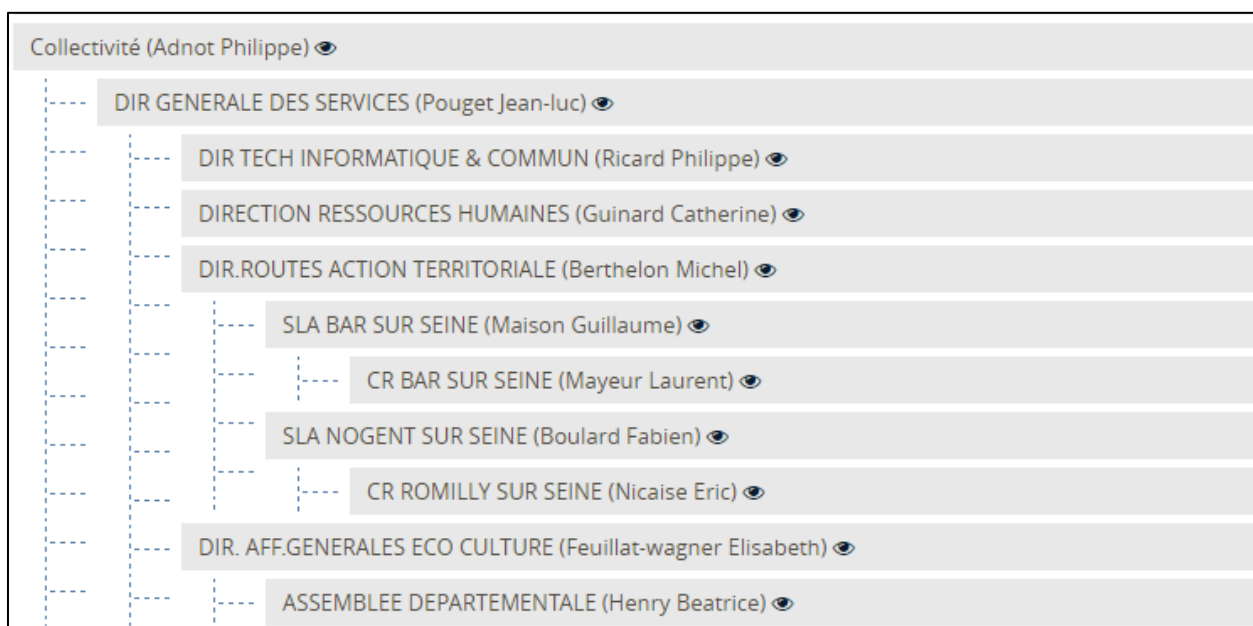 Collectivité (Adnot Philippe)
DIR GENERALE DES SERVICES (Pouget Jean-luc)
DIR TECH INFORMATIQUE & COMMUN (Ricard Philippe)
DIRECTION RESSOURCES HUMAINES (Guinard Catherine)
DIR.ROUTES ACTION TERRITORIALE (Berthelon Michel)
SLA BAR SUR SEINE (Maison Guillaume)
CR BAR SUR SEINE (Mayeur Laurent)
SLA NOGENT SUR SEINE (Boulard Fabien)
CR ROMILLY SUR SEINE (Nicaise Eric)
DIR. AFF.GENERALES ECO CULTURE (Feuillat-wagner Elisabeth)
ASSEMBLEE DEPARTEMENTALE (Henry Beatrice)